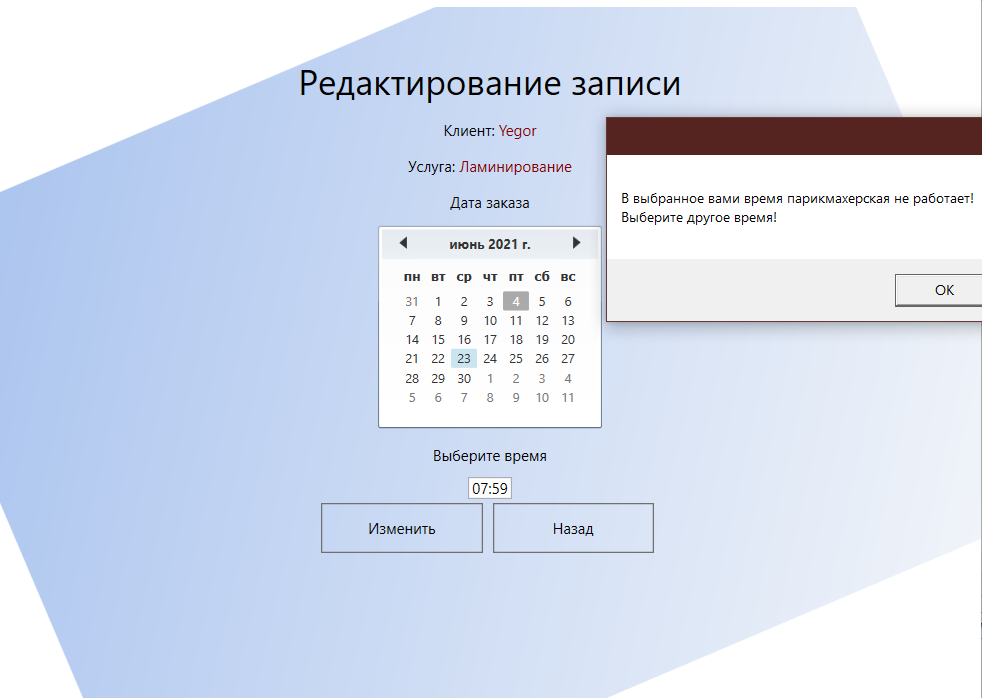 Редактирование записи
Клиент: Yegor
Услуга: Ламинирование
Дата заказа
июнь 2021 г.
пн вт ср чт пт сб вс
31 1 2 3 4 5 6
7 8 9 10 11 12 13
14 15 16 17 18 19 20
21 22 23 24 25 26 27
28 29 30 1 2 3 4
5 6 7 8 9 10 11
Выберите время
07:59
Изменить Назад
В выбранное вами время парикмахерская не работает!
Выберите другое время!
ОК